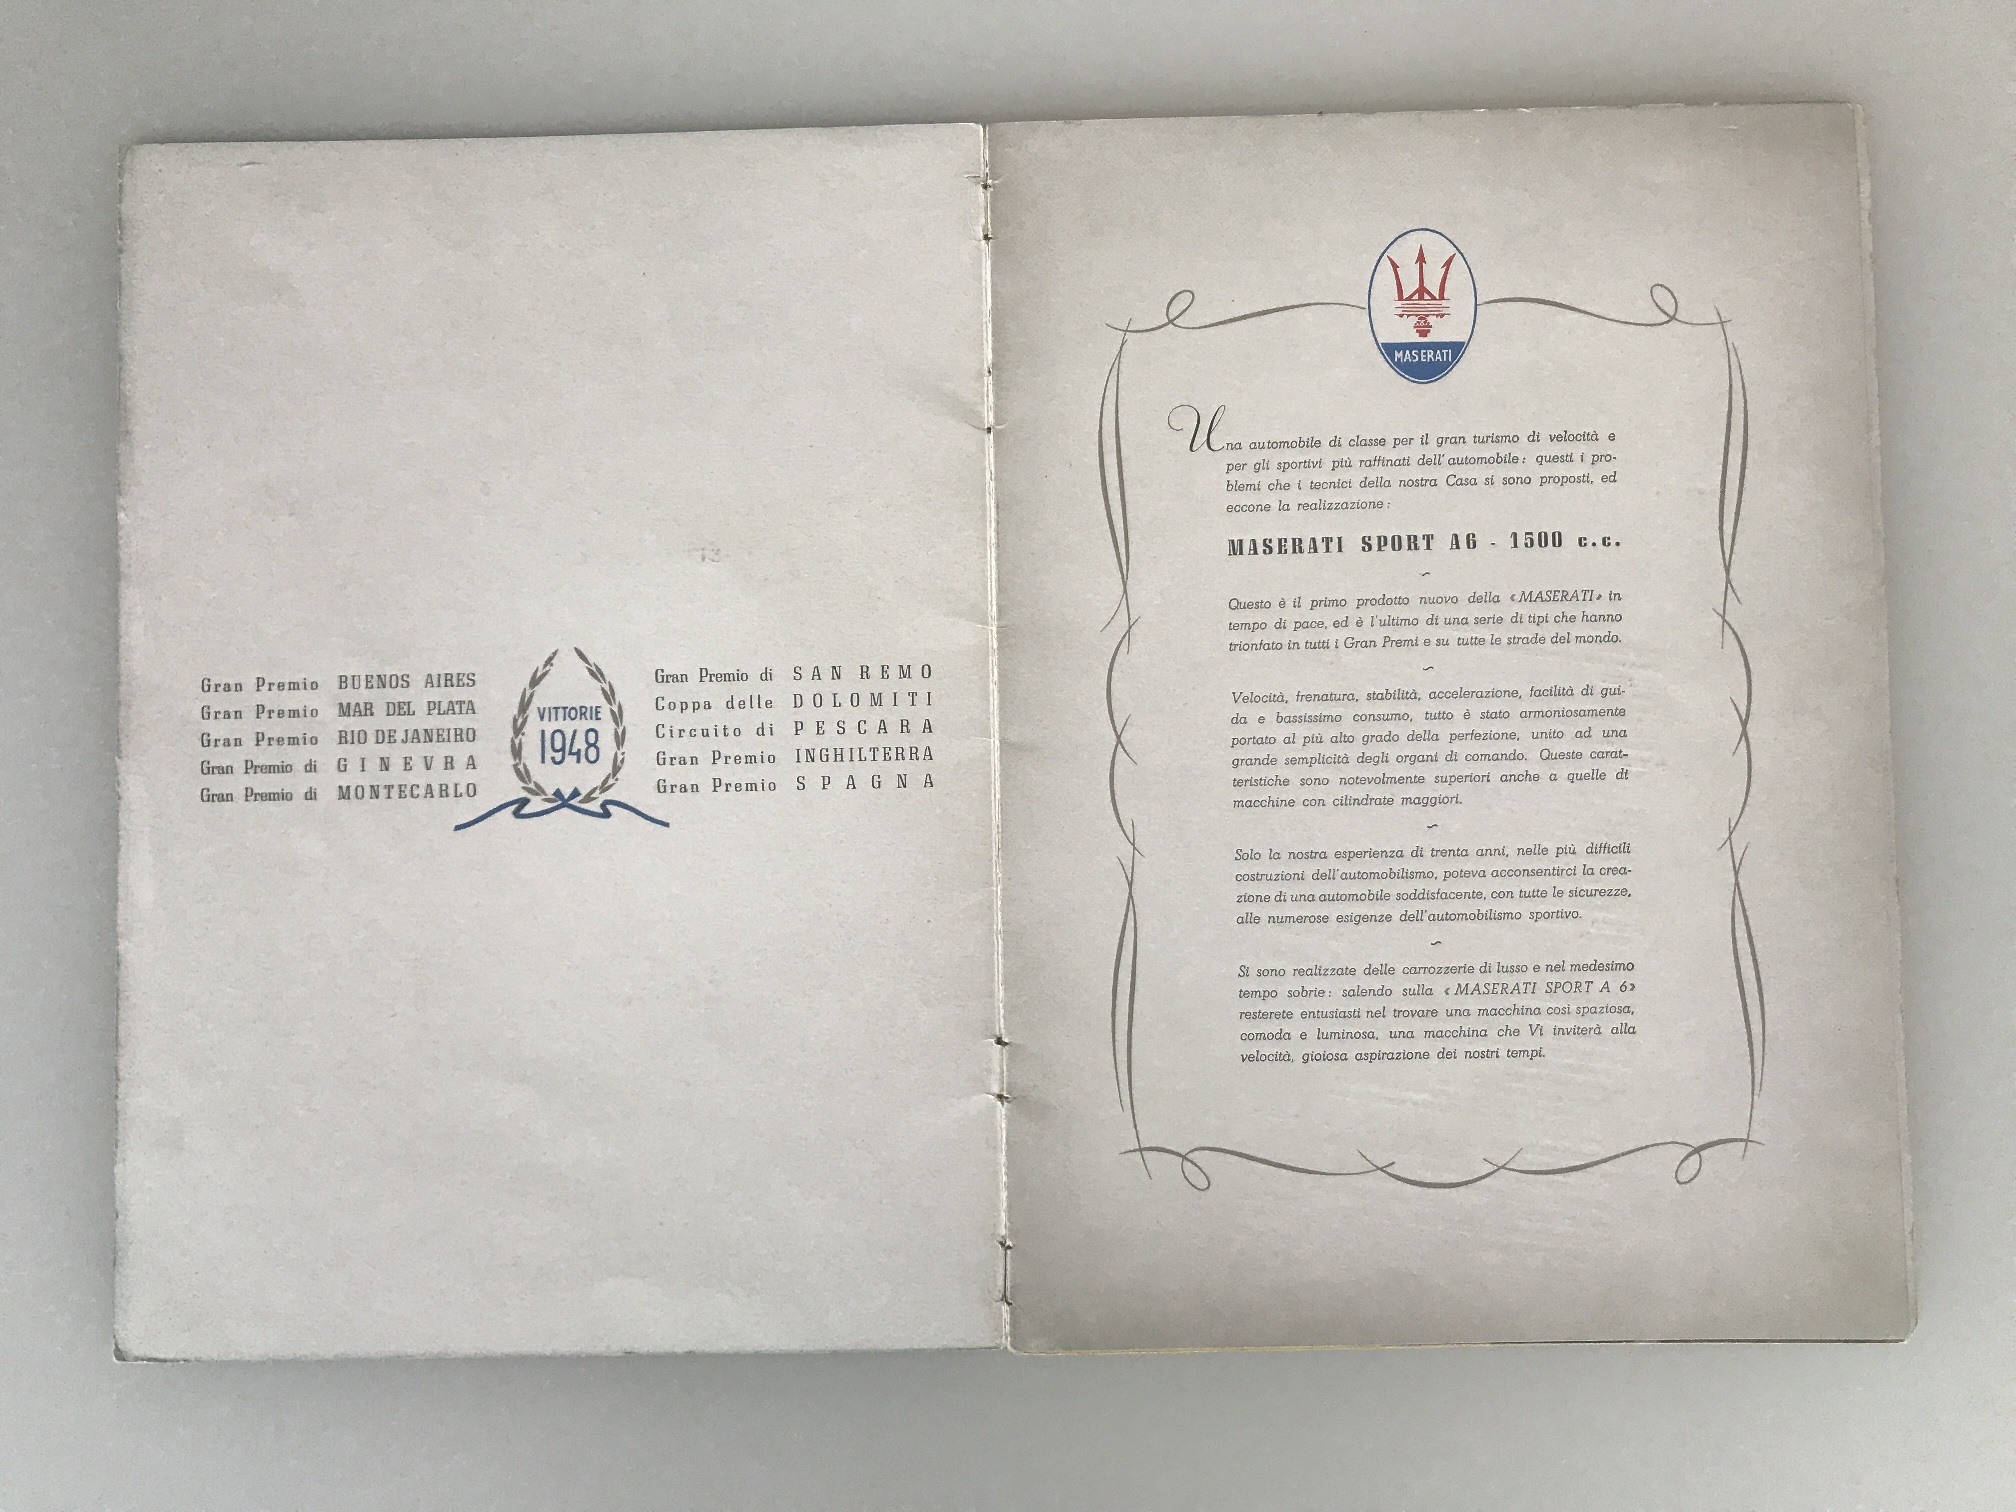 Gran Premio BUENOS AIRES
Gran Premio MAR DEL PLATA
Gran Premio RIO DE JANEIRO
Gran Premio di GINEVRA
Gran Premio di MONTECARLO
VITTORIE
1948
Gran Premio di SAN REMO
Coppa delle DOLOMITI
Circuito di PESCARA
Gran Premio INGHILTERRA
Gran Premio SPAGNA
MASERATI
Una automobile di classe per il gran turismo di velocità e
per gli sportivi più raffinati dell'automobile: questi i pro-
blemi che i tecnici della nostra Casa si sono proposti, ed
eccone la realizzazione:
MASERATI SPORT A6 - 1500 c.c.
Questo è il primo prodotto nuovo della «MASERATI» in
tempo di pace, ed è l'ultimo di una serie di tipi che hanno
trionfato in tutti i Gran Premi e su tutte le strade del mondo.
Velocità, frenatura, stabilità, accelerazione, facilità di gui-
da e bassissimo consumo, tutto è stato armoniosamente
portato al più alto grado della perfezione, unito ad una
grande semplicità degli organi di comando. Queste carat-
teristiche sono notevolmente superiori anche a quelle di
macchine con cilindrate maggiori.
Solo la nostra esperienza di trenta anni, nelle più difficili
costruzioni dell'automobilismo, poteva acconsentirci la crea-
zione di una automobile soddisfacente, con tutte le sicurezze,
alle numerose esigenze dell'automobilismo sportivo.
Si sono realizzate delle carrozzerie di lusso e nel medesimo
tempo sobrie: salendo sulla «MASERATI SPORT A 6»
resterete entusiasti nel trovare una macchina così spaziosa,
comoda e luminosa, una macchina che Vi inviterà alla
velocità, gioiosa aspirazione dei nostri tempi.